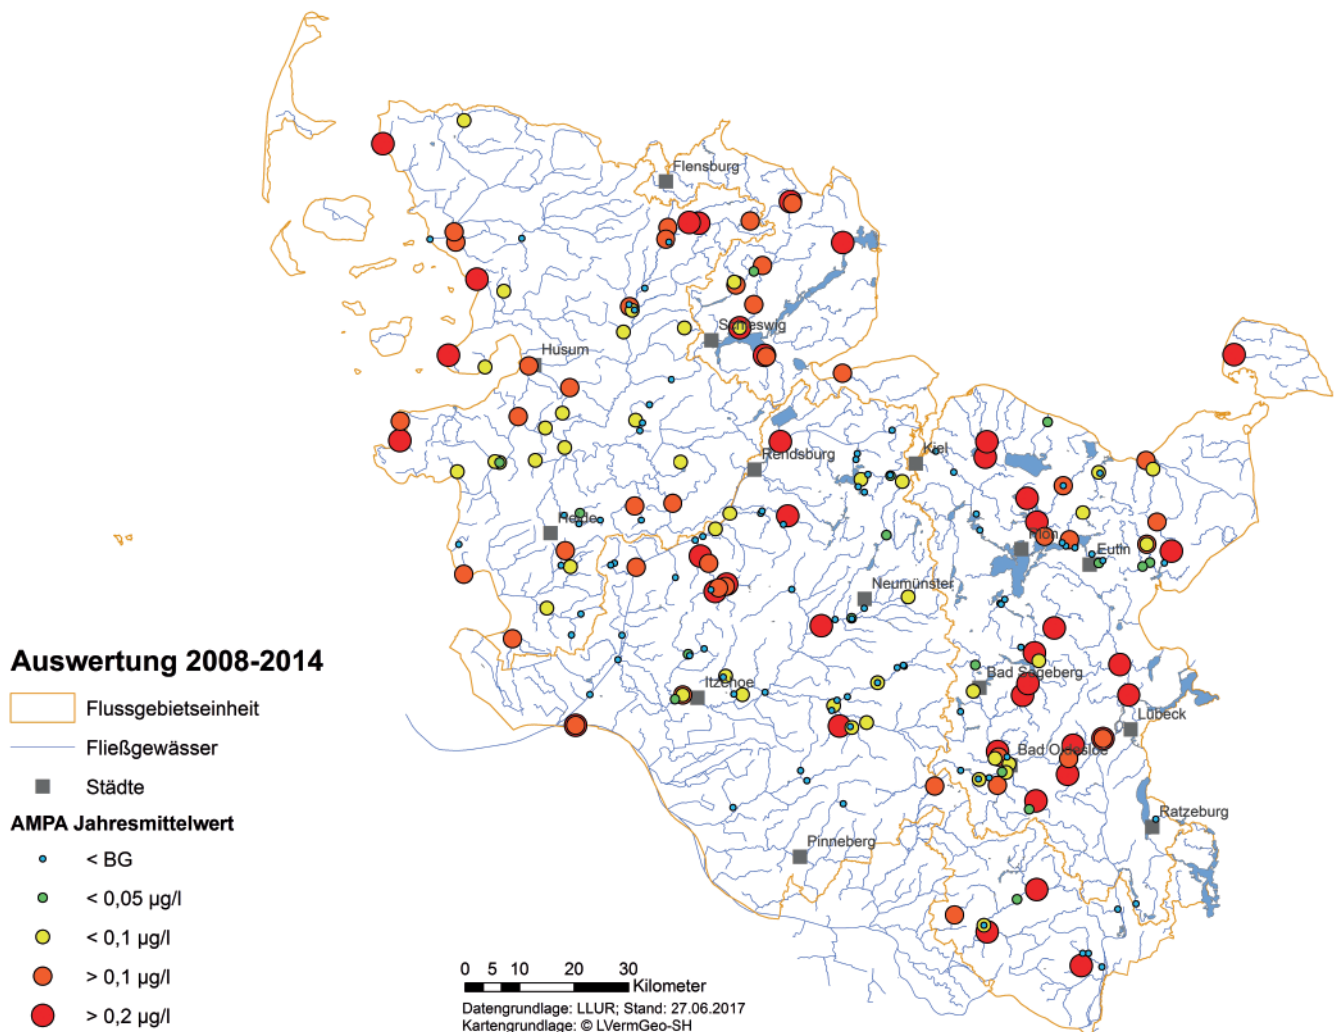 Flensburg
Schleswig
Husum
Rendsburg
Kiel
Heide
Plön
Eutin
Neumünster
Auswertung 2008-2014
Flussgebietseinheit
Fließgewässer
Städte
AMPA Jahresmittelwert
< BG
< 0,05 µg/l
< 0,1 µg/l
> 0,1 µg/l
> 0,2 µg/l
Itzehoe
Bad Segeberg
Lübeck
Bad Oldesloe
Ratzeburg
Pinneberg
0 5 10 20 30
Kilometer
Datengrundlage: LLUR; Stand: 27.06.2017
Kartengrundlage: © LVermGeo-SH